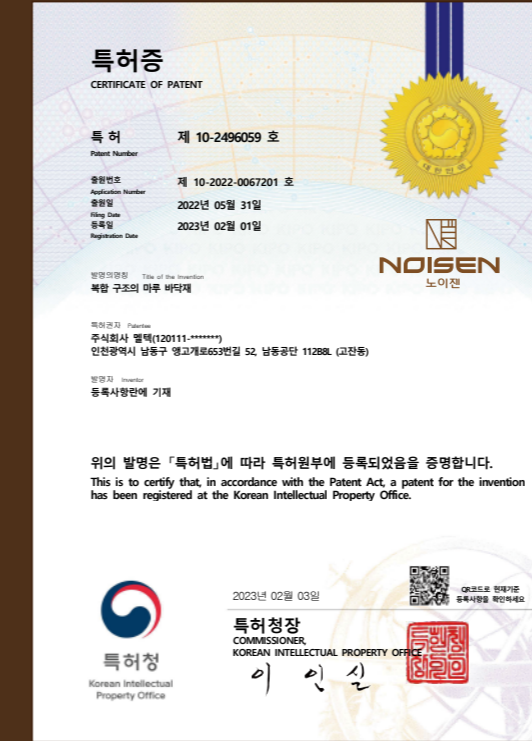 특허증
CERTIFICATE OF PATENT
특 허 제 10-2496059 호
Patent Number
출원번호 제 10-2022-0067201 호
Application Number
출원일 2022년 05월 31일
Filing Date
등록일 2023년 02월 01일
Registration Date
NOISEN
노이젠
발명의명칭 Title of the Invention
복합 구조의 마루 바닥재
특허권자 Patentee
주식회사 멜텍(120111-*******)
인천광역시 남동구 앵고개로653번길 52, 남동공단 112B8L (고잔동)
발명자 Inventor
등록사항란에 기재
위의 발명은 「특허법」에 따라 특허원부에 등록되었음을 증명합니다.
This is to certify that, in accordance with the Patent Act, a patent for the invention
has been registered at the Korean Intellectual Property Office.
2023년 02월 03일
QR코드로 현재기준
등록사항을 확인하세요
특허청장
COMMISSIONER,
KOREAN INTELLECTUAL PROPERTY OFFICE
이 인 실
특허청
Korean Intellectual
Property Office
대한민국